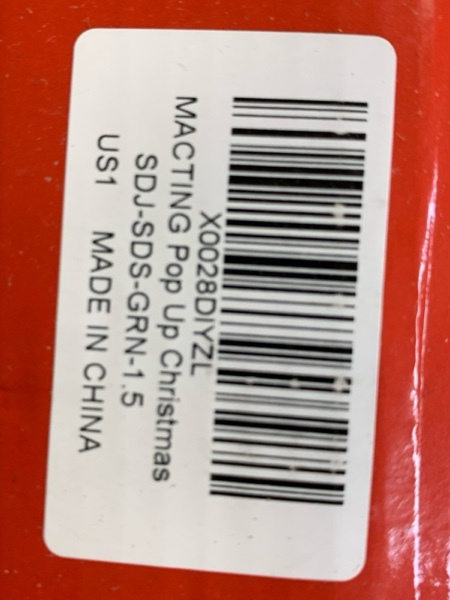 X0028DIYZL
MACTING Pop Up Christmas
SDJ-SDS-GRN-1.5
US1 MADE IN CHINA